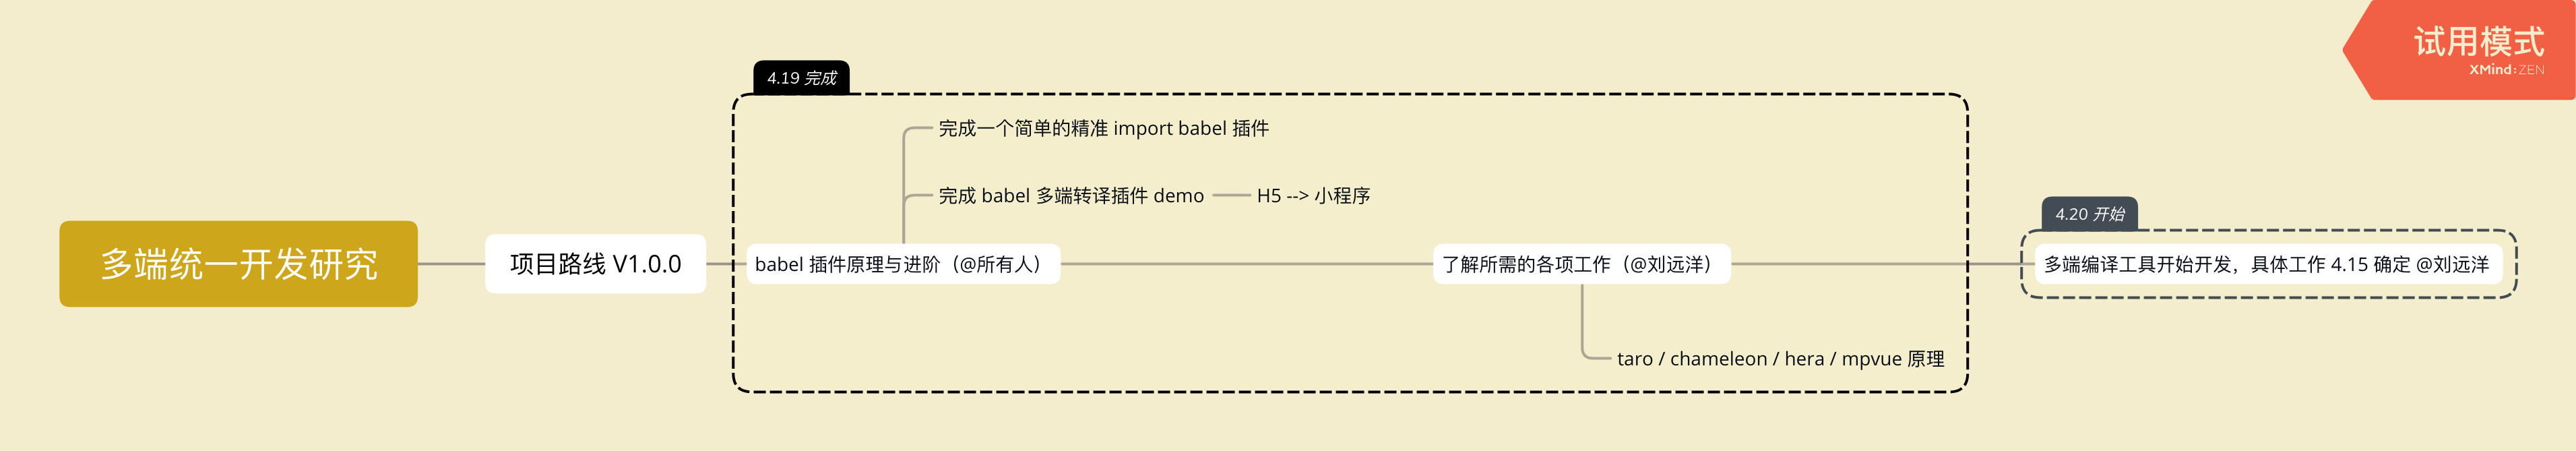 试用模式
XMind:ZEN
4.19 完成
完成一个简单的精准 import babel 插件
完成 babel 多端转译插件 demo
H5 --> 小程序
4.20 开始
多端统一开发研究
项目路线 V1.0.0
babel 插件原理与进阶（@所有人）
了解所需的各项工作（@刘远洋）
多端编译工具开始开发，具体工作 4.15 确定 @刘远洋
taro / chameleon / hera / mpvue 原理